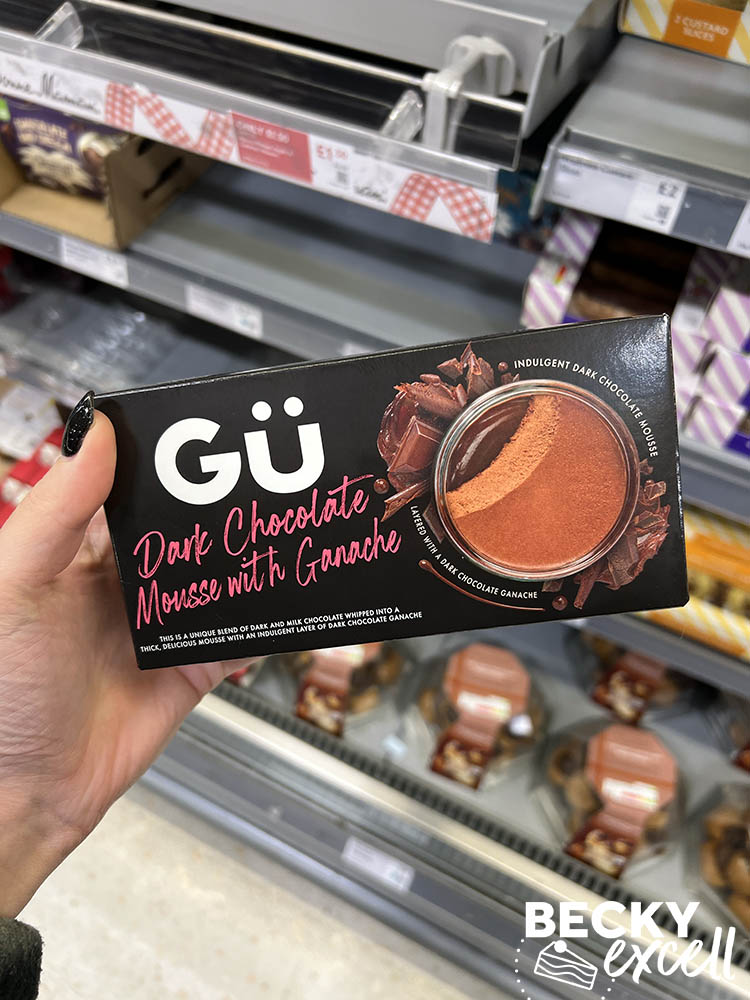 2 CUSTARD
SLICES
£2
INDULGENT DARK CHOCOLATE MOUSSE
Gü
Dark Chocolate
Mousse with Ganache
LAYERED WITH A DARK CHOCOLATE GANACHE
THIS IS A UNIQUE BLEND OF DARK AND MILK CHOCOLATE WHIPPED INTO A
THICK, DELICIOUS MOUSSE WITH AN INDULGENT LAYER OF DARK CHOCOLATE GANACHE
BECKY
excell